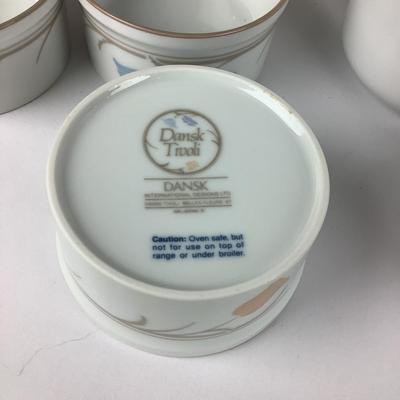 Dansk
Tivoli
DANSK
INTERNATIONAL DESIGNS LTD
Caution: Oven safe, but
not for use on top of
range or under broiler.